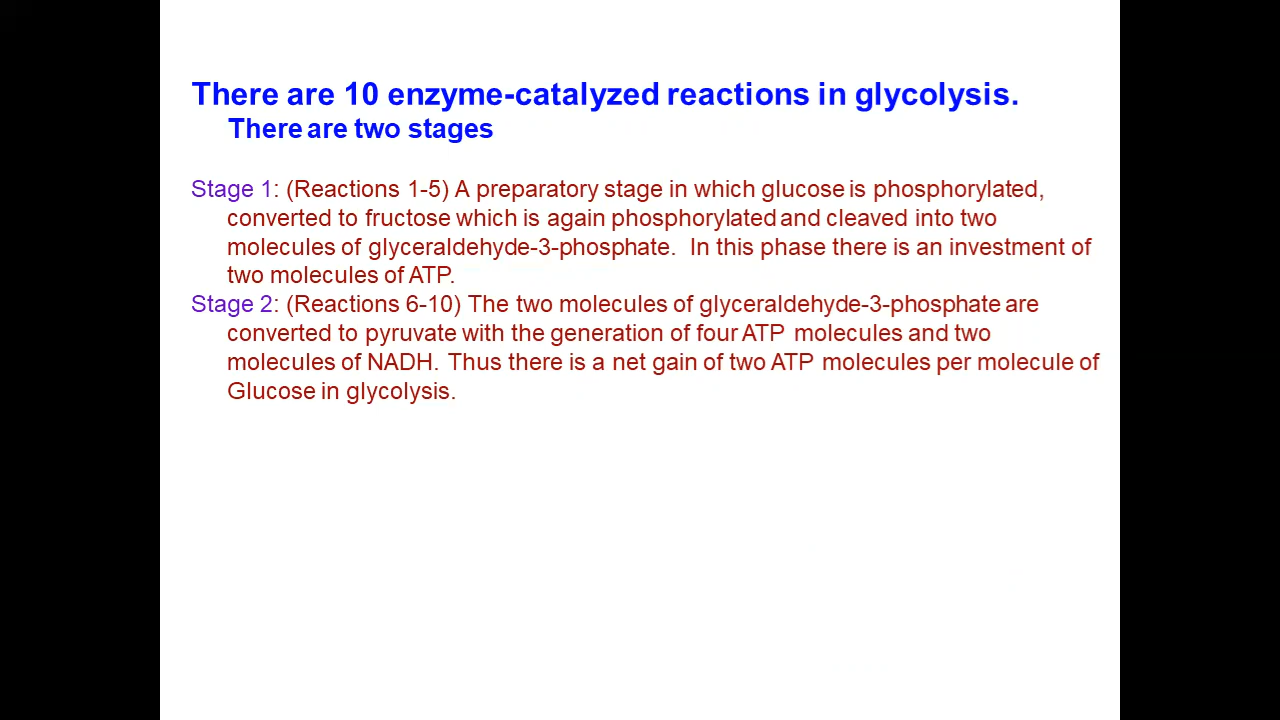 There are 10 enzyme-catalyzed reactions in glycolysis.
There are two stages
Stage 1: (Reactions 1-5) A preparatory stage in which glucose is phosphorylated,
converted to fructose which is again phosphorylated and cleaved into two
molecules of glyceraldehyde-3-phosphate.  In this phase there is an investment of
two molecules of ATP.
Stage 2: (Reactions 6-10) The two molecules of glyceraldehyde-3-phosphate are
converted to pyruvate with the generation of four ATP molecules and two
molecules of NADH.  Thus there is a net gain of two ATP molecules per molecule of
Glucose in glycolysis.